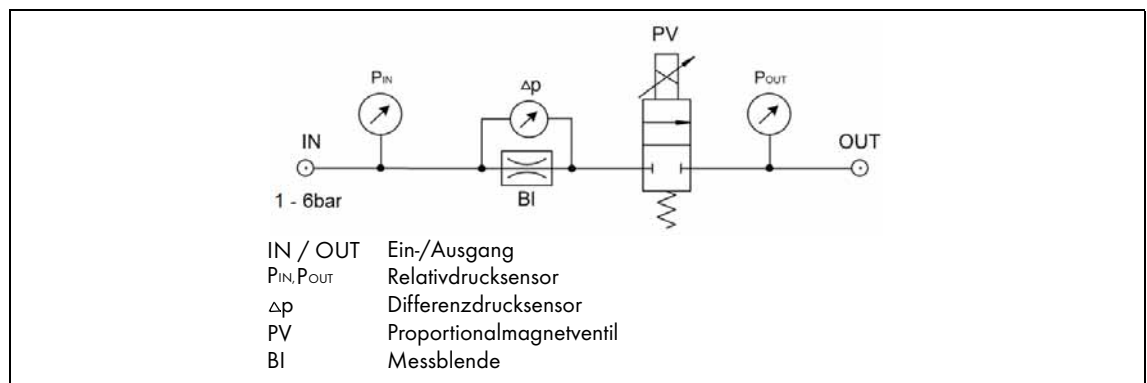 PV
PIN
Δp
POUT
IN
OUT
1 - 6bar
BI
IN / OUT Ein-/Ausgang
PIN,POUT Relativdrucksensor
Δp Differenzdrucksensor
PV Proportionalmagnetventil
BI Messblende